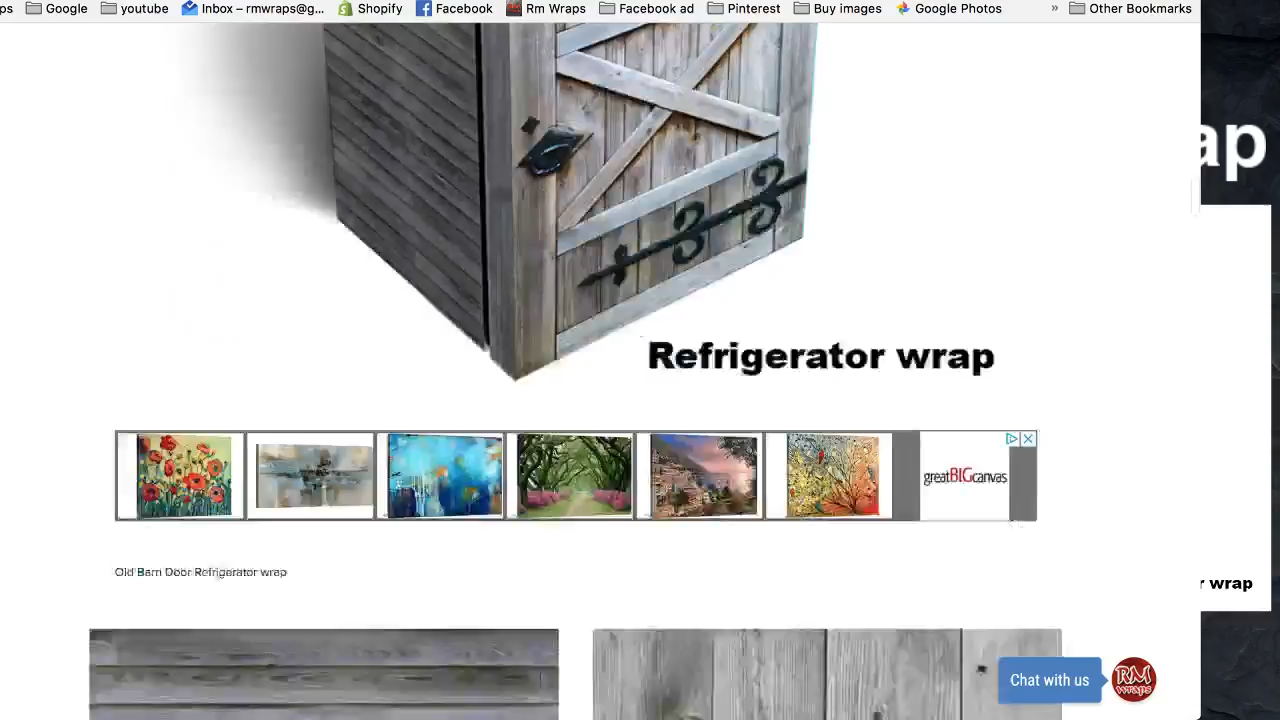 ps Google youtube Inbox – rmwraps@g... Shopify Facebook Rm Wraps Facebook ad Pinterest Buy images Google Photos » Other Bookmarks
ap
Refrigerator wrap
greatBIGcanvas
Old Barn Door Refrigerator wrap
r wrap
Chat with us
RM wraps